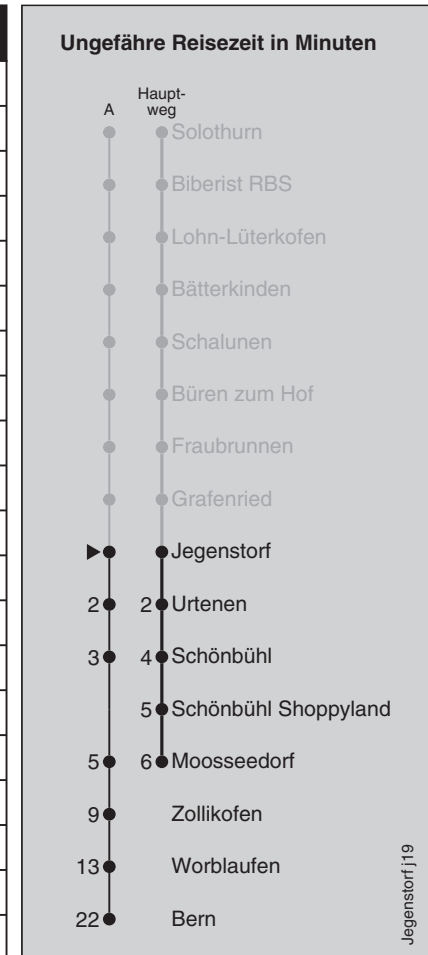 Ungefähre Reisezeit in Minuten
Haupt-
A weg
Solothurn
Biberist RBS
Lohn-Lüterkofen
Bätterkinden
Schalunen
Büren zum Hof
Fraubrunnen
Grafenried
Jegenstorf
2 2 Urtenen
3 4 Schönbühl
5 Schönbühl Shoppyland
5 6 Moosseedorf
9 Zollikofen
13 Worblaufen
22 Bern
Jegenstorf j19